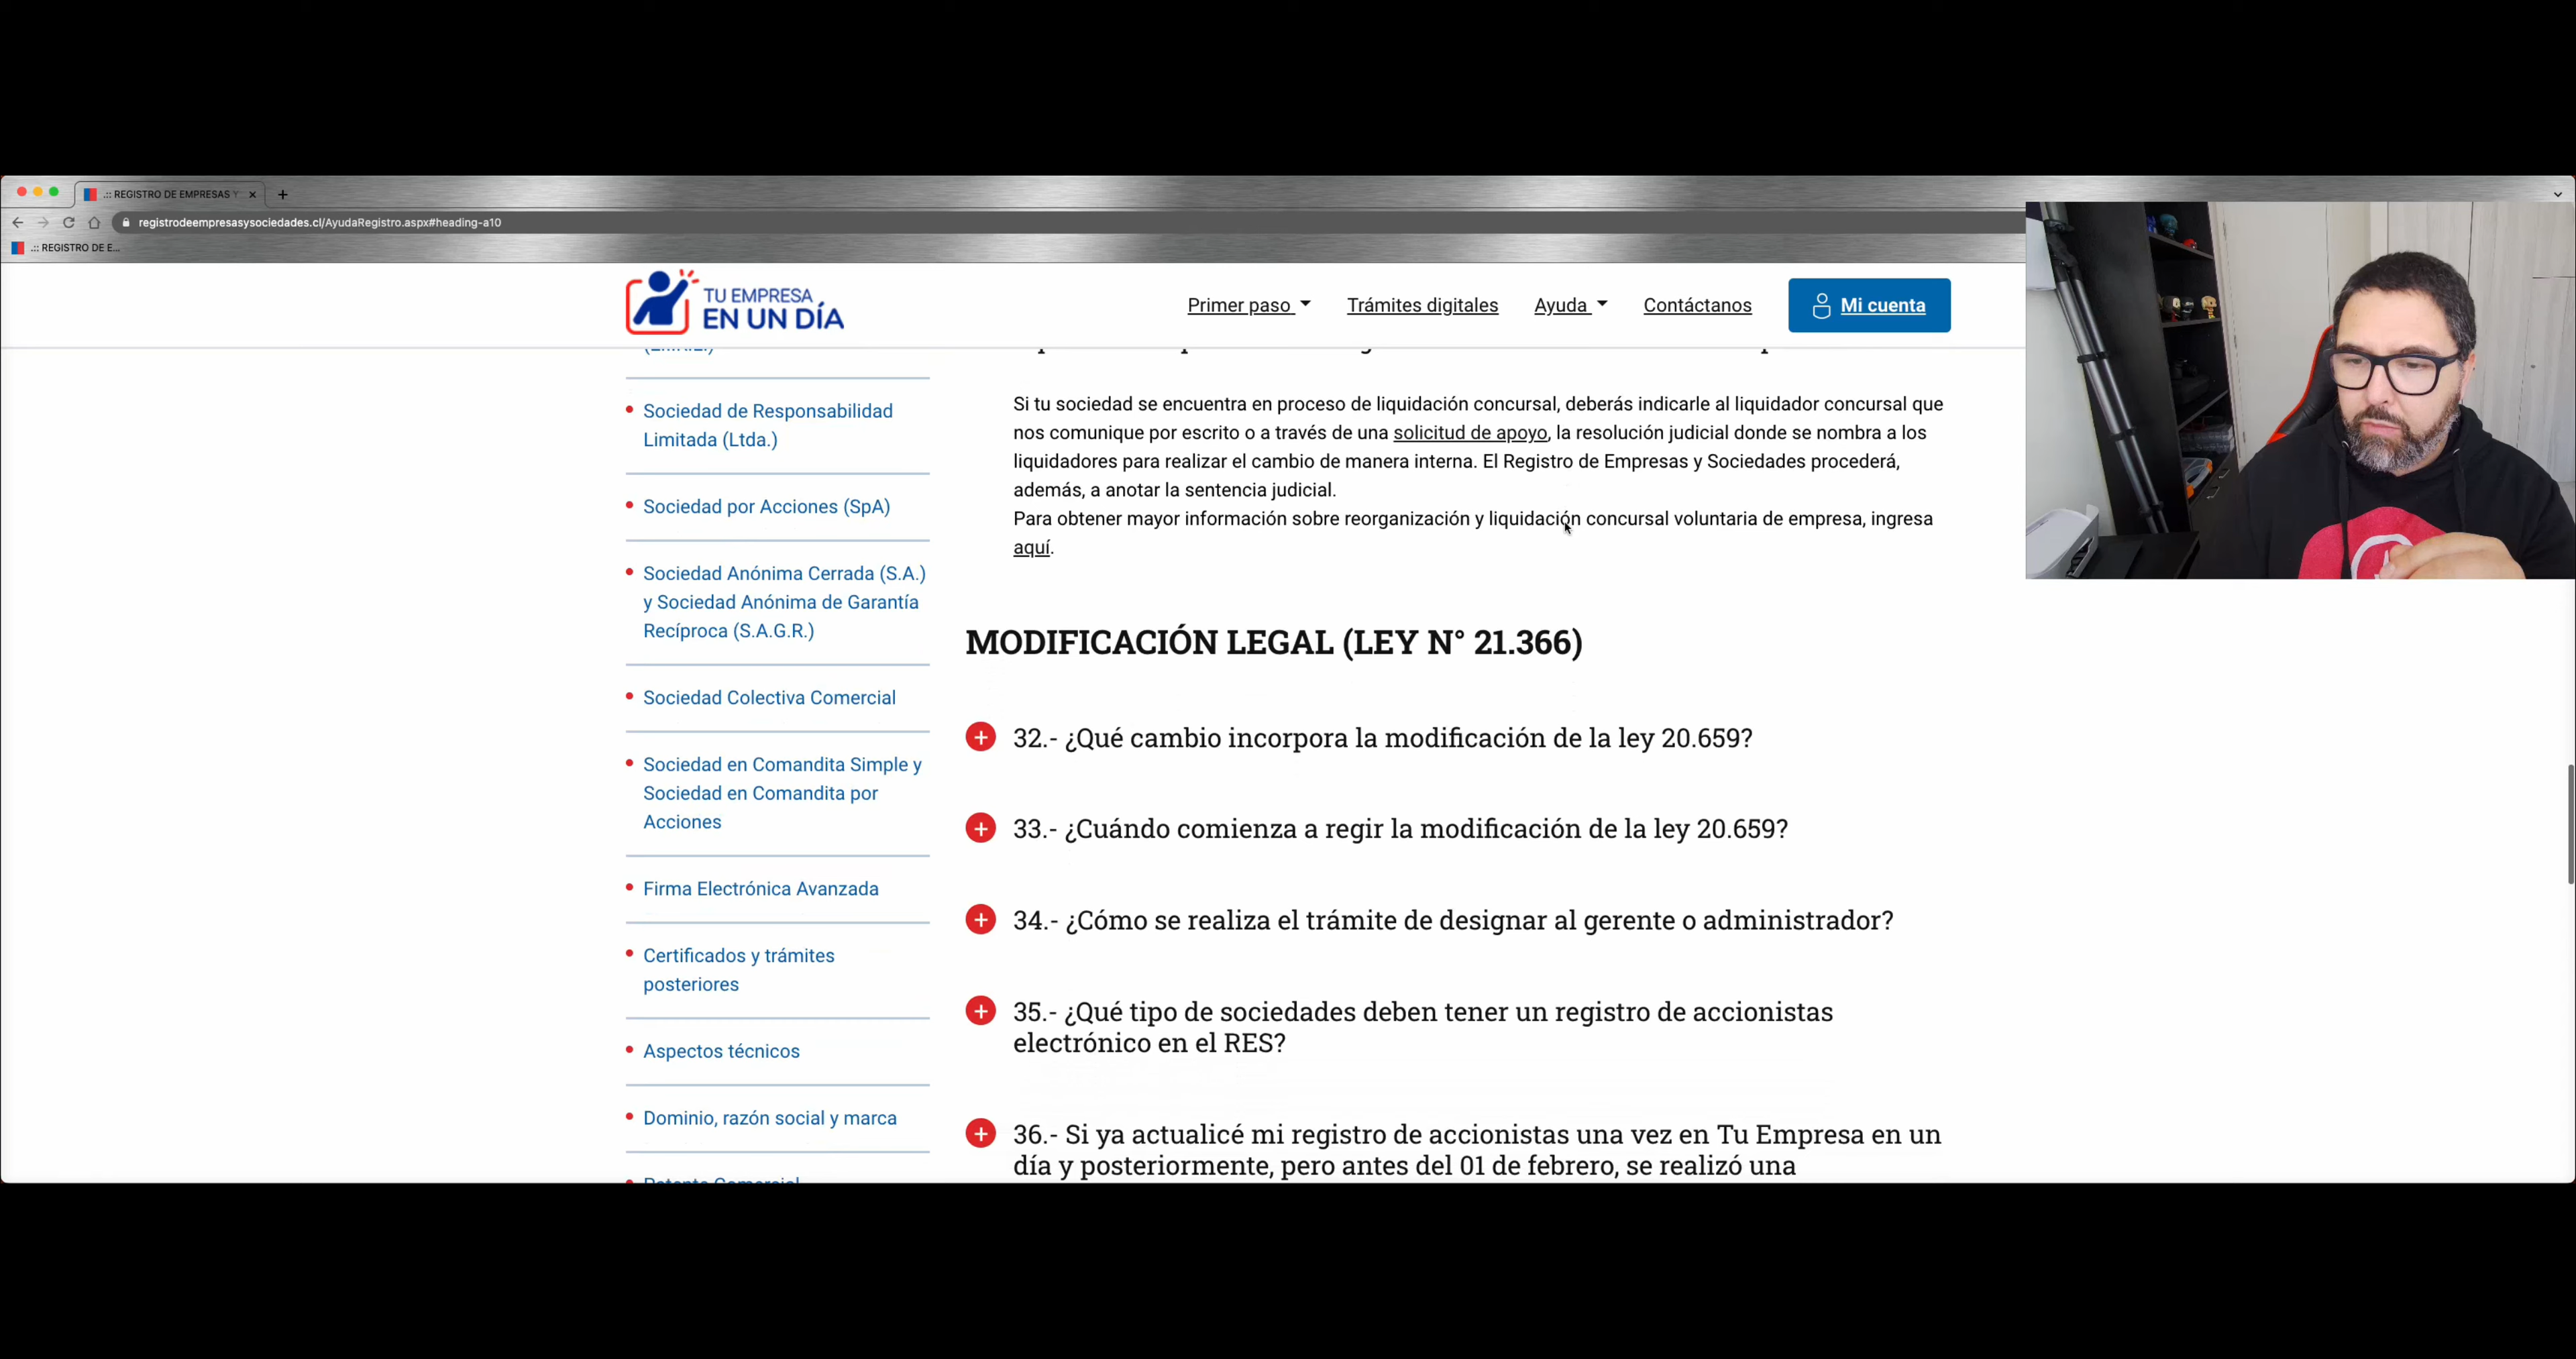 .:: REGISTRO DE EMPRESAS Y
registrodeempresasysociedades.cl/AyudaRegistro.aspx#heading-a10
.:: REGISTRO DE E...
TU EMPRESA
EN UN DÍA
Primer paso
Trámites digitales
Ayuda
Contáctanos
Mi cuenta
Sociedad de Responsabilidad
Limitada (Ltda.)
Sociedad por Acciones (SpA)
Sociedad Anónima Cerrada (S.A.)
y Sociedad Anónima de Garantía
Recíproca (S.A.G.R.)
Sociedad Colectiva Comercial
Sociedad en Comandita Simple y
Sociedad en Comandita por
Acciones
Firma Electrónica Avanzada
Certificados y trámites
posteriores
Aspectos técnicos
Dominio, razón social y marca
Si tu sociedad se encuentra en proceso de liquidación concursal, deberás indicarle al liquidador concursal que
nos comunique por escrito o a través de una solicitud de apoyo, la resolución judicial donde se nombra a los
liquidadores para realizar el cambio de manera interna. El Registro de Empresas y Sociedades procederá,
además, a anotar la sentencia judicial.
Para obtener mayor información sobre reorganización y liquidación concursal voluntaria de empresa, ingresa
aquí.
MODIFICACIÓN LEGAL (LEY N° 21.366)
32.- ¿Qué cambio incorpora la modificación de la ley 20.659?
33.- ¿Cuándo comienza a regir la modificación de la ley 20.659?
34.- ¿Cómo se realiza el trámite de designar al gerente o administrador?
35.- ¿Qué tipo de sociedades deben tener un registro de accionistas
electrónico en el RES?
36.- Si ya actualicé mi registro de accionistas una vez en Tu Empresa en un
día y posteriormente, pero antes del 01 de febrero, se realizó una